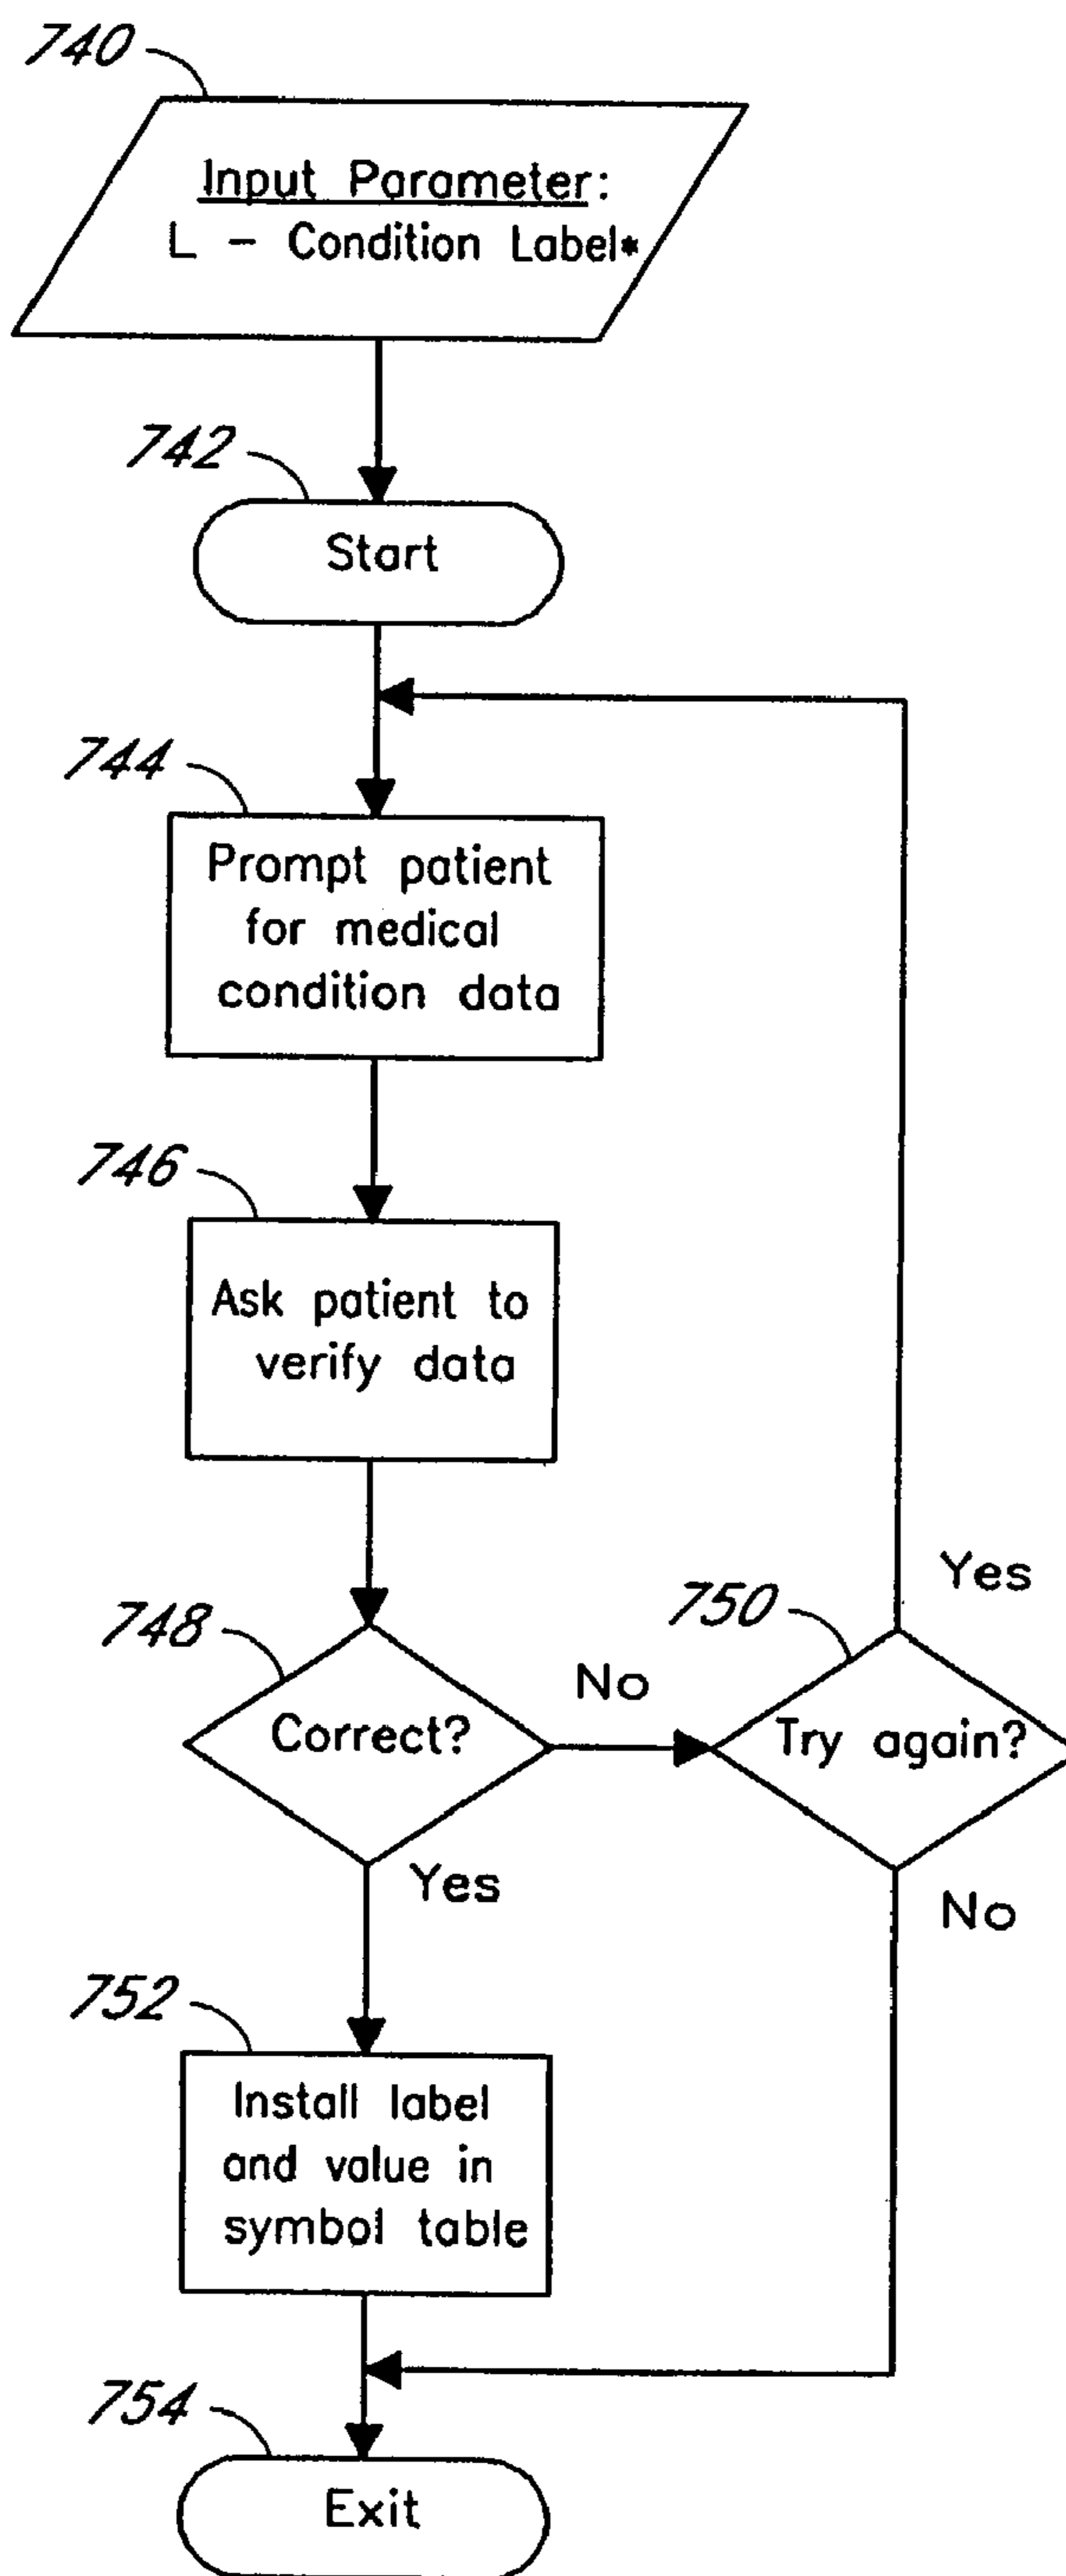 740
Input Parameter:
L - Condition Label*
742
Start
744
Prompt patient
for medical
condition data
746
Ask patient to
verify data
748
Correct?
No
750
Try again?
Yes
Yes
No
752
Install label
and value in
symbol table
754
Exit